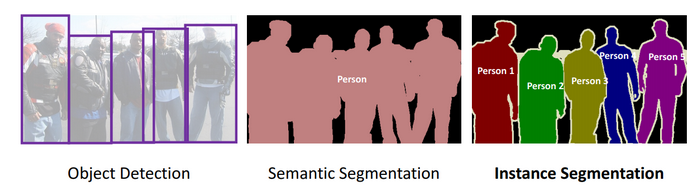 Person
Person 1
Person 2
Person 3
Person
Person 5
Object Detection
Semantic Segmentation
Instance Segmentation